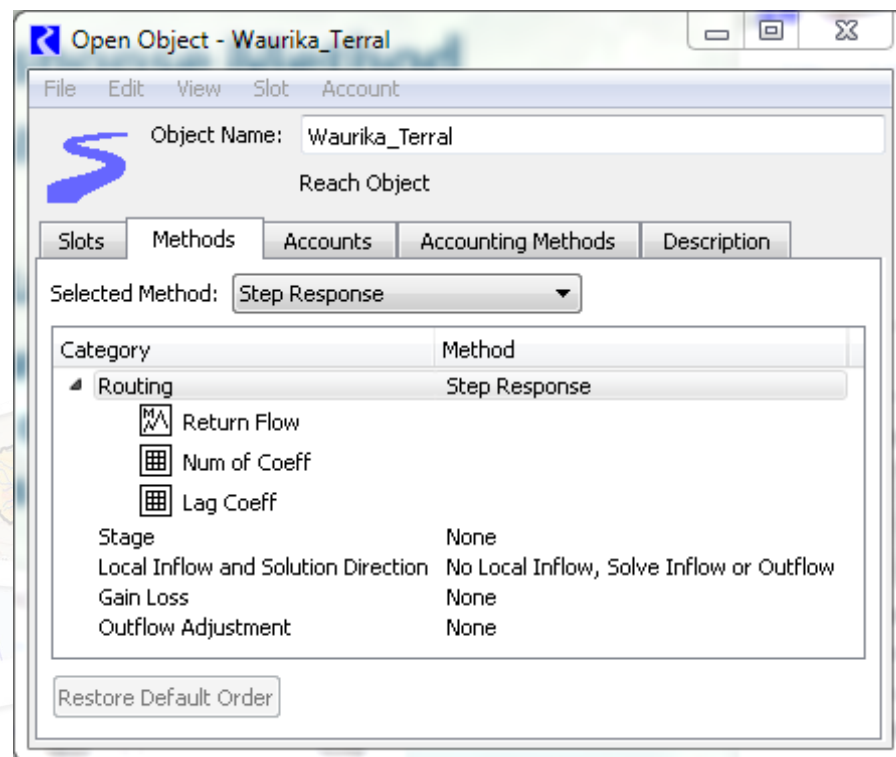 Open Object - Waurika_Terral
File Edit View Slot Account
Object Name: Waurika_Terral
Reach Object
Slots Methods Accounts Accounting Methods Description
Selected Method: Step Response
Category Method
Routing Step Response
Return Flow
Num of Coeff
Lag Coeff
Stage None
Local Inflow and Solution Direction No Local Inflow, Solve Inflow or Outflow
Gain Loss None
Outflow Adjustment None
Restore Default Order